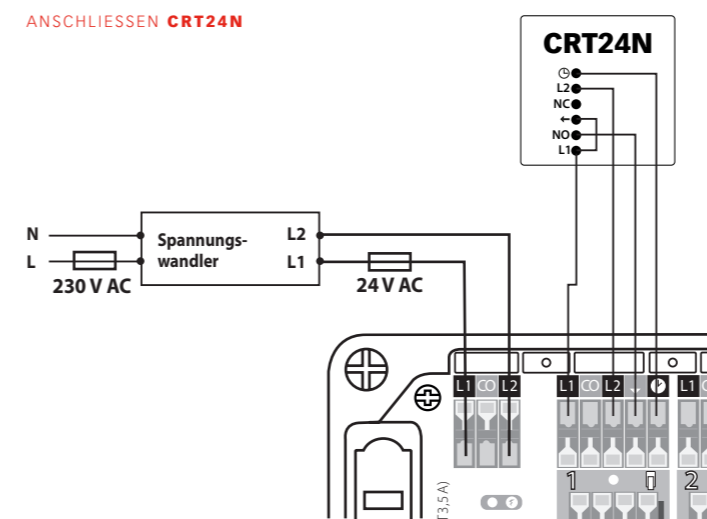 ANSCHLIESSEN CRT24N
CRT24N
L2
NC
←
NO
L1
N
L
230 V AC
Spannungs-
wandler
L2
L1
24 V AC
L1 CO L2
L1 CO L2
L1
1
2
T3,5 A)